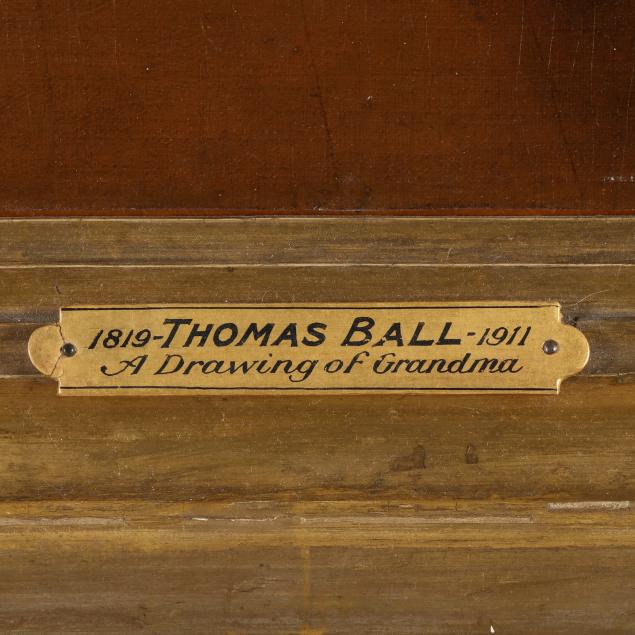 1819-THOMAS BALL-1911
A Drawing of Grandma